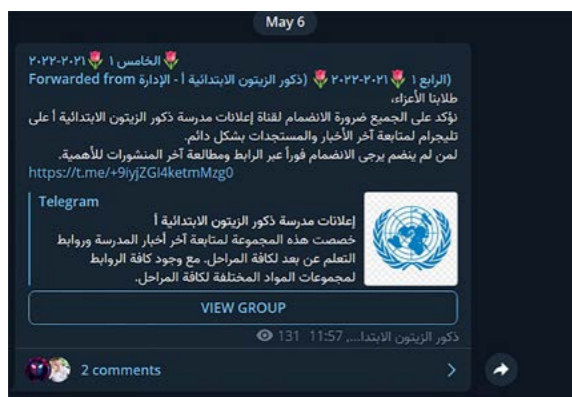 May 6
🌷الخامس ١ 🌷٢٠٢١-٢٠٢٢
Forwarded from ذكور الزيتون الابتدائية أ - الإدارة) 🌷٢٠٢١-٢٠٢٢🌷 الرابع ١)
طلابنا الأعزاء،
نؤكد على الجميع ضرورة الانضمام لقناة إعلانات مدرسة ذكور الزيتون الابتدائية أ على
تليجرام لمتابعة آخر الأخبار والمستجدات بشكل دائم.
لمن لم ينضم يرجى الانضمام فوراً عبر الرابط ومطالعة آخر المنشورات للأهمية.
https://t.me/+9iyjZGl4ketmMzg0
Telegram
إعلانات مدرسة ذكور الزيتون الابتدائية أ
خصصت هذه المجموعة لمتابعة آخر أخبار المدرسة وروابط
التعلم عن بعد لكافة المراحل. مع وجود كافة الروابط
لمجموعات المواد المختلفة لكافة المراحل.
VIEW GROUP
131 11:57 ,...ذكور الزيتون الابتدا
2 comments